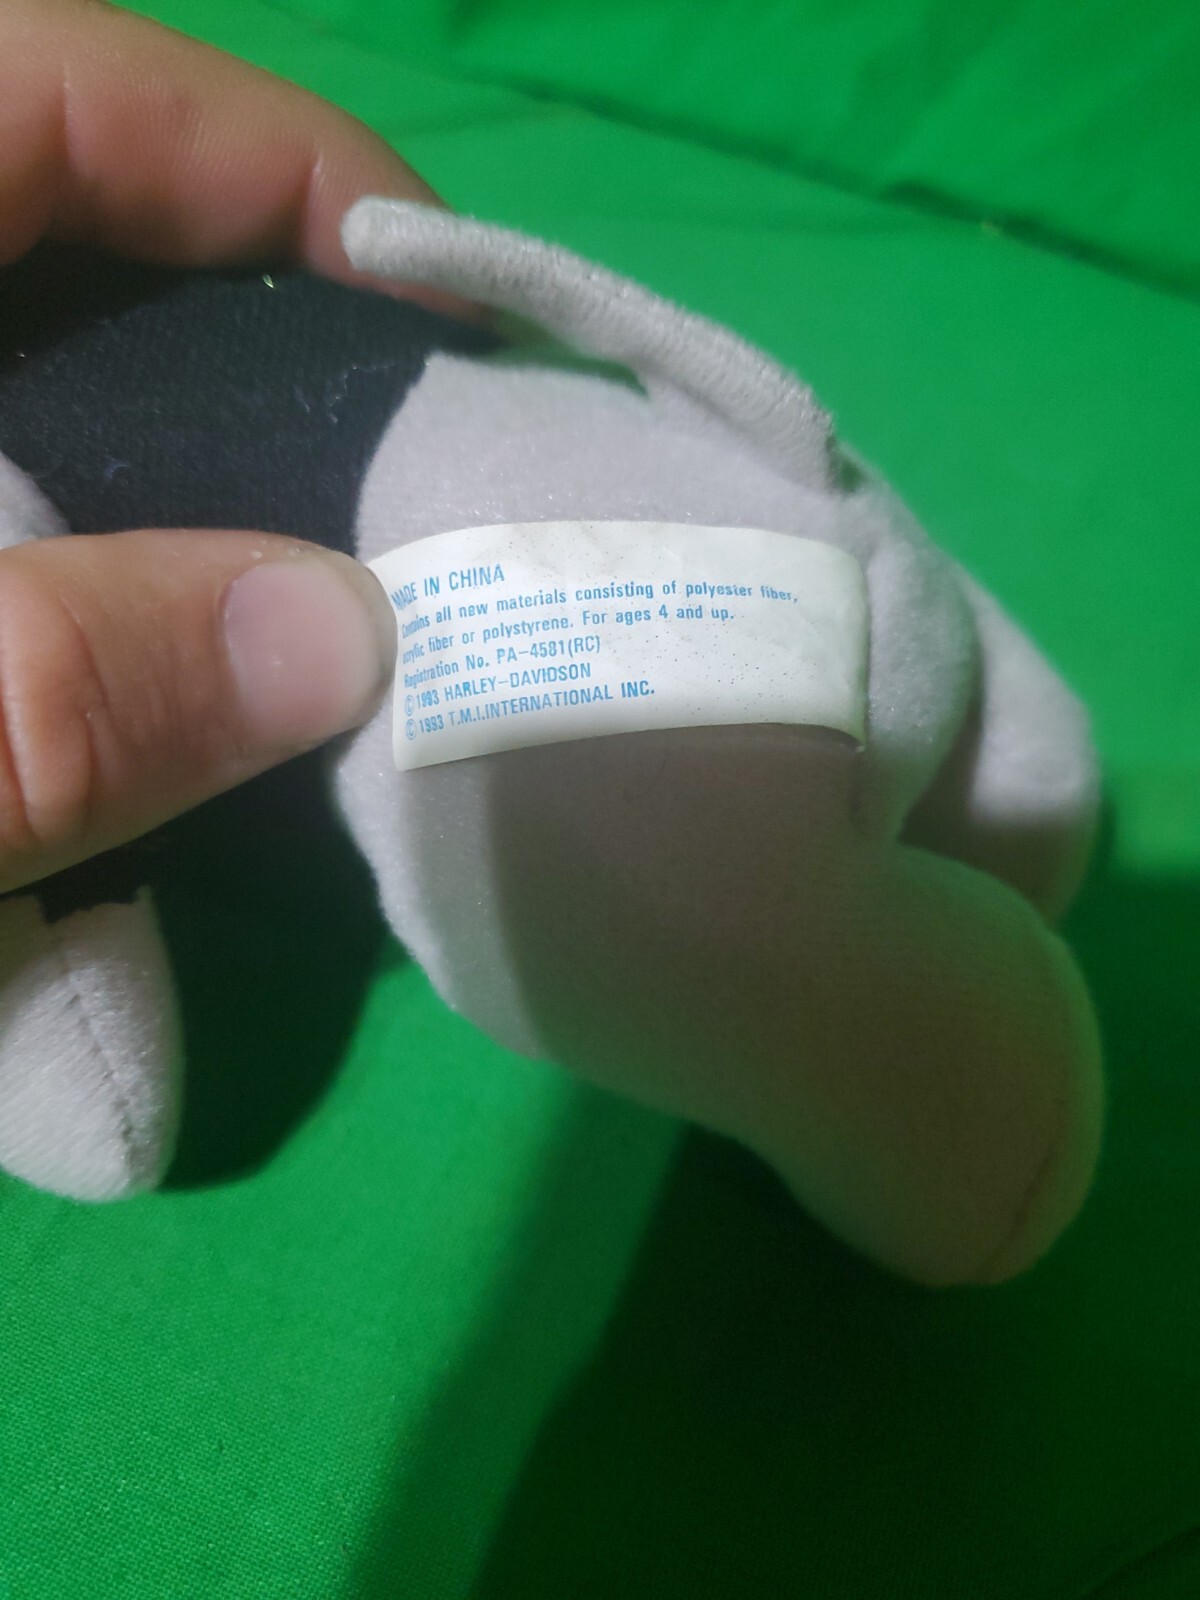 MADE IN CHINA
Contains all new materials consisting of polyester fiber,
acrylic fiber or polystyrene. For ages 4 and up.
Registration No. PA-4581(RC)
©1993 HARLEY-DAVIDSON
©1993 T.M.I.INTERNATIONAL INC.